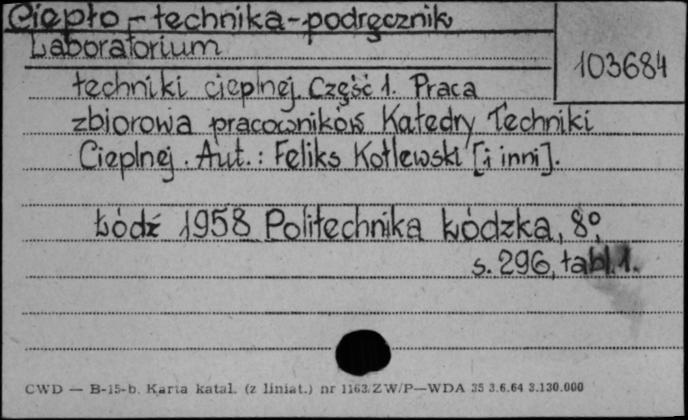 Ciepło-technika-podręcznik
Laboratorium
103684
techniki cieplnej. Część 1. Praca
zbiorowa pracowników Katedry Techniki
Cieplnej. Aut.: Feliks Kotlewski [i inni].
Łódź 1958 Politechnika Łódzka, 8°,
s. 296, tabl. 1.
CWD — B-15-b. Karta katal. (z liniat.) nr 1163/ZW/P—WDA 35 3.6.64 3.130.000